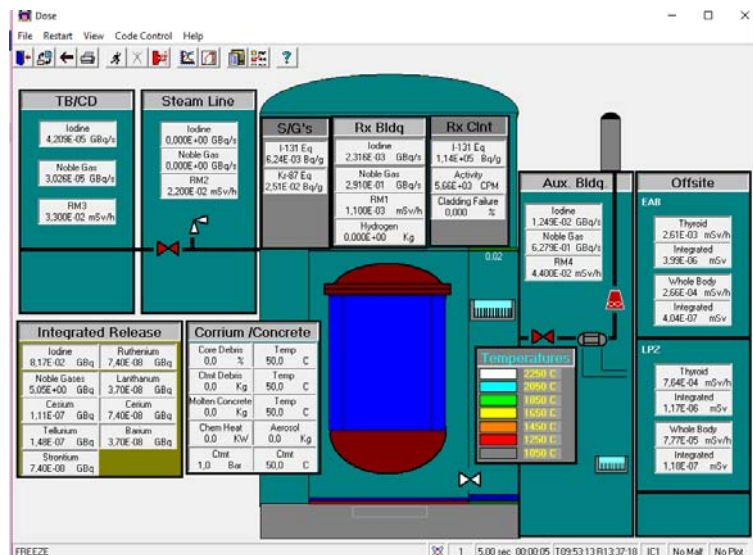 Dose
File Restart View Code Control Help
TB/CD
Iodine
4,209E-05 GBq/s
Noble Gas
3,026E-05 GBq/s
RM3
3,300E-02 mSv/h
Steam Line
Iodine
0,000E+00 GBq/s
Noble Gas
0,000E+00 GBq/s
RM2
2,200E-02 mSv/h
S/G's
I-131 Eq
6,24E-03 Bq/g
Kr-87 Eq
2,51E-02 Bq/g
Rx Bldg
Iodine
2,316E-03 GBq/s
Noble Gas
2,910E-01 GBq/s
RM1
1,100E-03 mSv/h
Hydrogen
0,000E+00 Kg
Rx Clnt
I-131 Eq
1,14E+05 Bq/g
Activity
5,66E+03 CPM
Cladding Failure
0,000 %
0,02
Aux. Bldg.
Iodine
1,249E-02 GBq/s
Noble Gas
6,279E-01 GBq/s
RM4
4,400E-02 mSv/h
Offsite
EAB
Thyroid
2,61E-03 mSv/h
Integrated
3,99E-06 mSv
Whole Body
2,66E-04 mSv/h
Integrated
4,04E-07 mSv
LPZ
Thyroid
7,64E-04 mSv/h
Integrated
1,17E-06 mSv
Whole Body
7,77E-05 mSv/h
Integrated
1,18E-07 mSv
Integrated Release
Iodine
8,17E-02 GBq
Ruthenium
7,40E-08 GBq
Noble Gases
5,05E+00 GBq
Lanthanum
3,70E-08 GBq
Cesium
1,11E-07 GBq
Cerium
7,40E-08 GBq
Tellurium
1,48E-07 GBq
Barium
3,70E-08 GBq
Strontium
7,40E-08 GBq
Corrium /Concrete
Core Debris
0,0 %
Temp
50,0 C
Ctmt Debris
0,0 Kg
Temp
50,0 C
Molten Concrete
0,0 Kg
Temp
50,0 C
Chem Heat
0,0 KW
Aerosol
0,0 Kg
Ctmt
1,0 Bar
Ctmt
50,0 C
Temperatures
2250 C
2050 C
1850 C
1650 C
1450 C
1250 C
1050 C
FREEZE
1 5,00 sec 00:00:05 T09:53:13 R13:37:18 IC1 No Malf No Plot